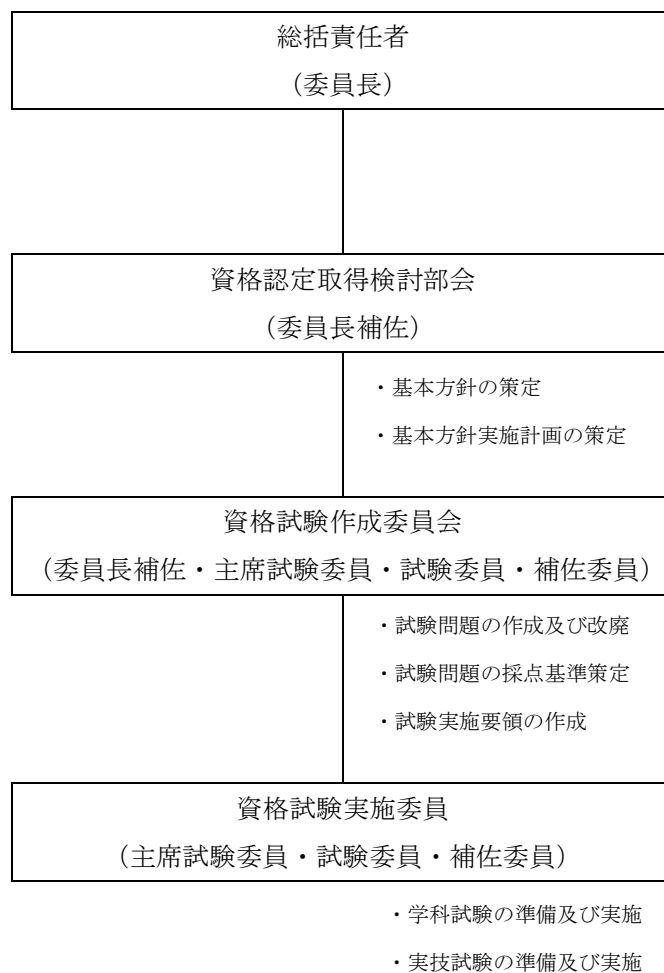 総括責任者
（委員長）
資格認定取得検討部会
（委員長補佐）
・基本方針の策定
・基本方針実施計画の策定
資格試験作成委員会
（委員長補佐・主席試験委員・試験委員・補佐委員）
・試験問題の作成及び改廃
・試験問題の採点基準策定
・試験実施要領の作成
資格試験実施委員
（主席試験委員・試験委員・補佐委員）
・学科試験の準備及び実施
・実技試験の準備及び実施